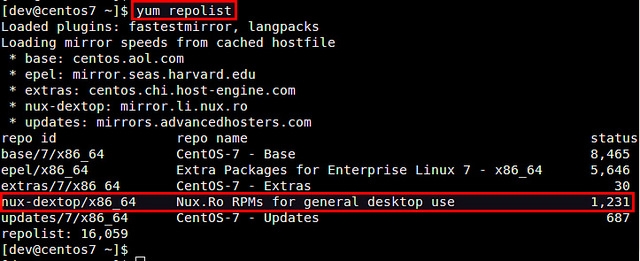 [dev@centos7 ~]$ yum repolist
Loaded plugins: fastestmirror, langpacks
Loading mirror speeds from cached hostfile
 * base: centos.aol.com
 * epel: mirror.seas.harvard.edu
 * extras: centos.chi.host-engine.com
 * nux-dextop: mirror.li.nux.ro
 * updates: mirrors.advancedhosters.com
repo id repo name status
base/7/x86_64 CentOS-7 - Base 8,465
epel/x86_64 Extra Packages for Enterprise Linux 7 - x86_64 5,646
extras/7/x86_64 CentOS-7 - Extras 30
nux-dextop/x86_64 Nux.Ro RPMs for general desktop use 1,231
updates/7/x86_64 CentOS-7 - Updates 687
repolist: 16,059
[dev@centos7 ~]$